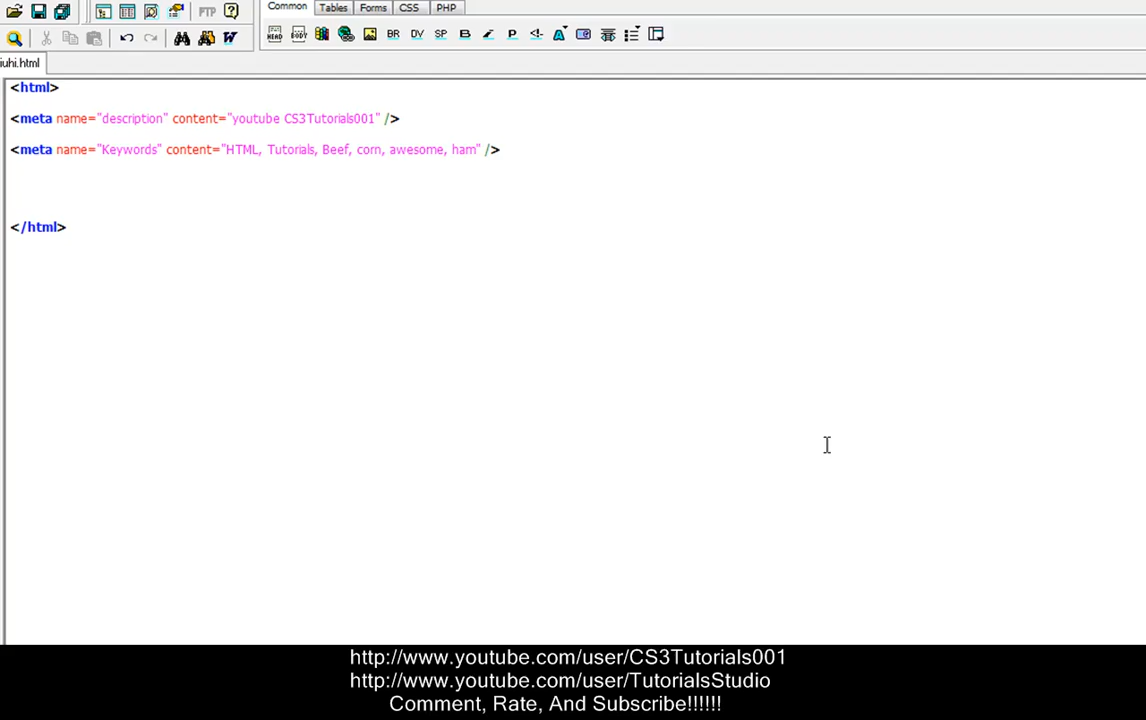 Common Tables Forms CSS PHP
FTP
W HEAD BODY BR DV SP B P A
iuhi.html
<html>
<meta name="description" content="youtube CS3Tutorials001" />
<meta name="Keywords" content="HTML, Tutorials, Beef, corn, awesome, ham" />
</html>
http://www.youtube.com/user/CS3Tutorials001
http://www.youtube.com/user/TutorialsStudio
Comment, Rate, And Subscribe!!!!!!